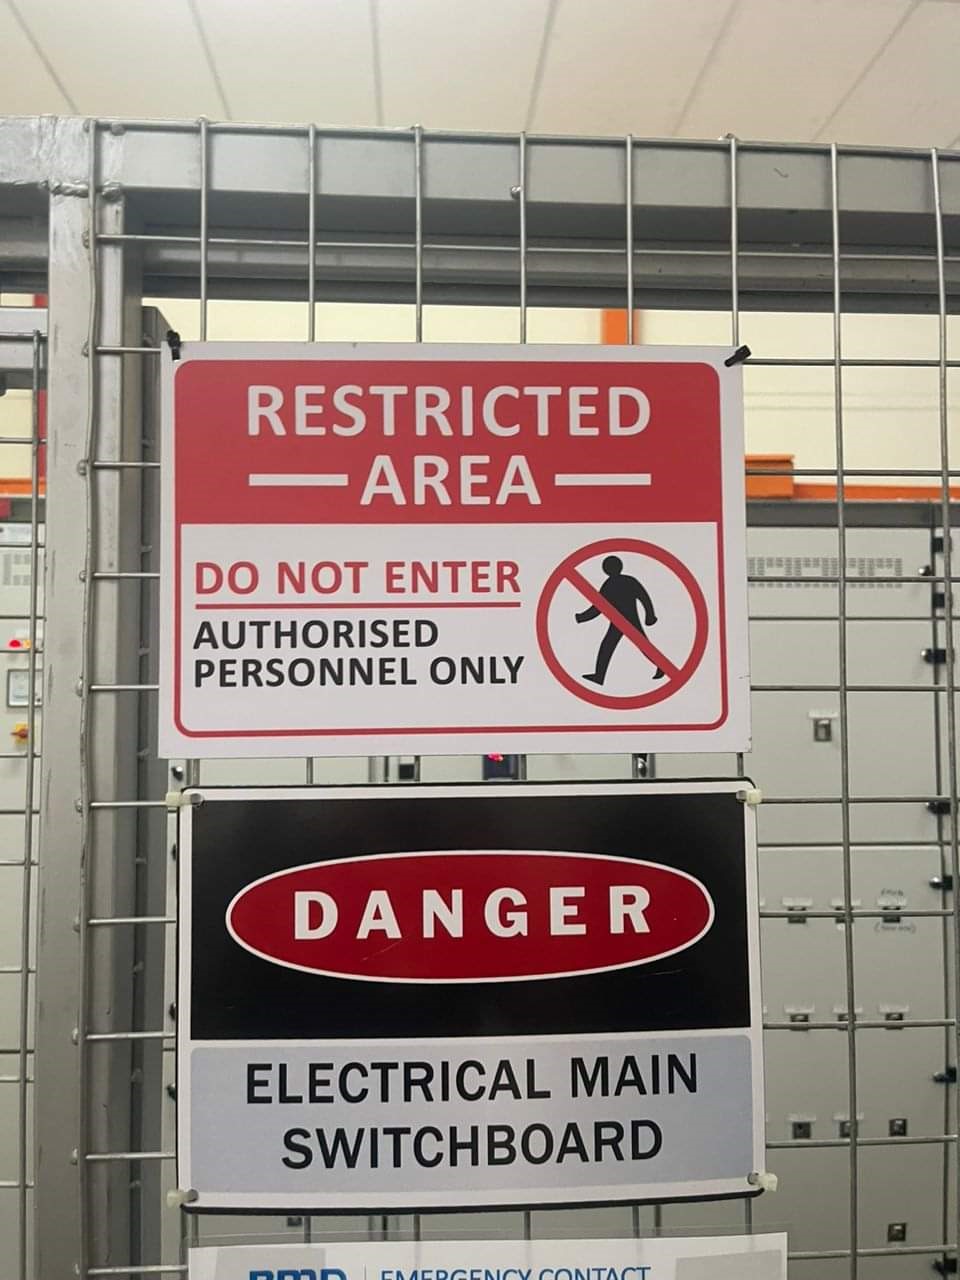 RESTRICTED
AREA
DO NOT ENTER
AUTHORISED
PERSONNEL ONLY
DANGER
ELECTRICAL MAIN
SWITCHBOARD
EMERGENCY CONTACT